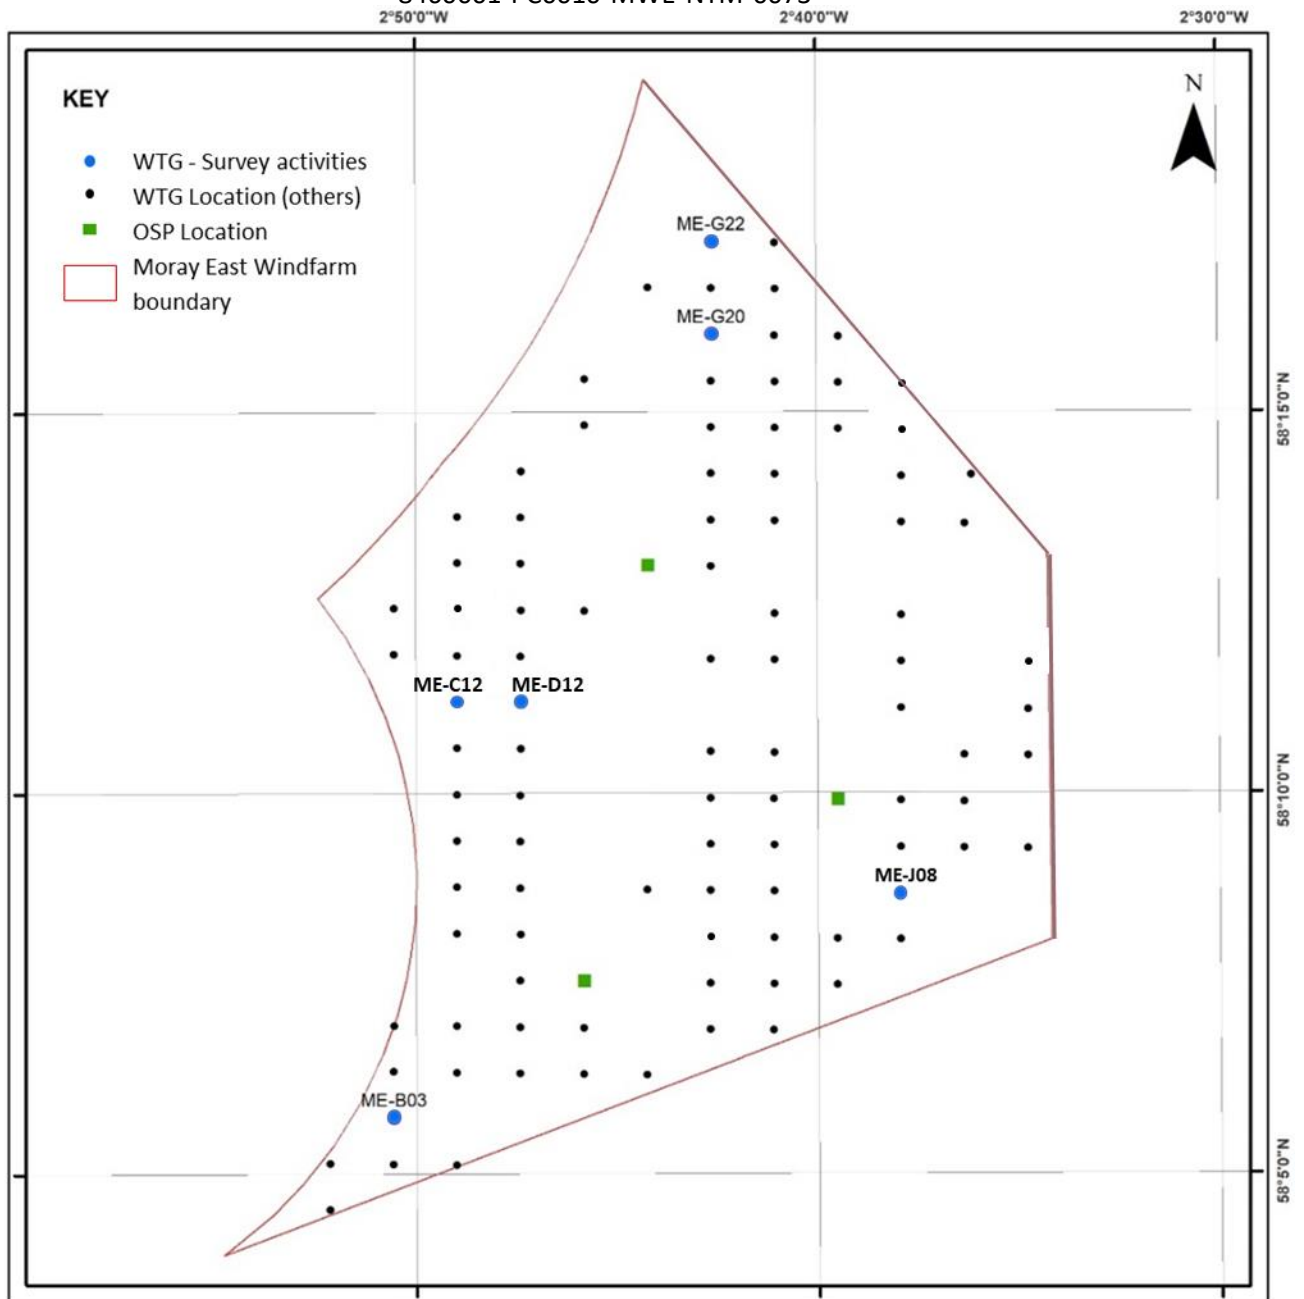 2°50'0"W
2°40'0"W
2°30'0"W
KEY
N
WTG - Survey activities
WTG Location (others)
OSP Location
Moray East Windfarm
boundary
ME-G22
ME-G20
58°15'0"N
ME-C12
ME-D12
58°10'0"N
ME-J08
ME-B03
58°5'0"N